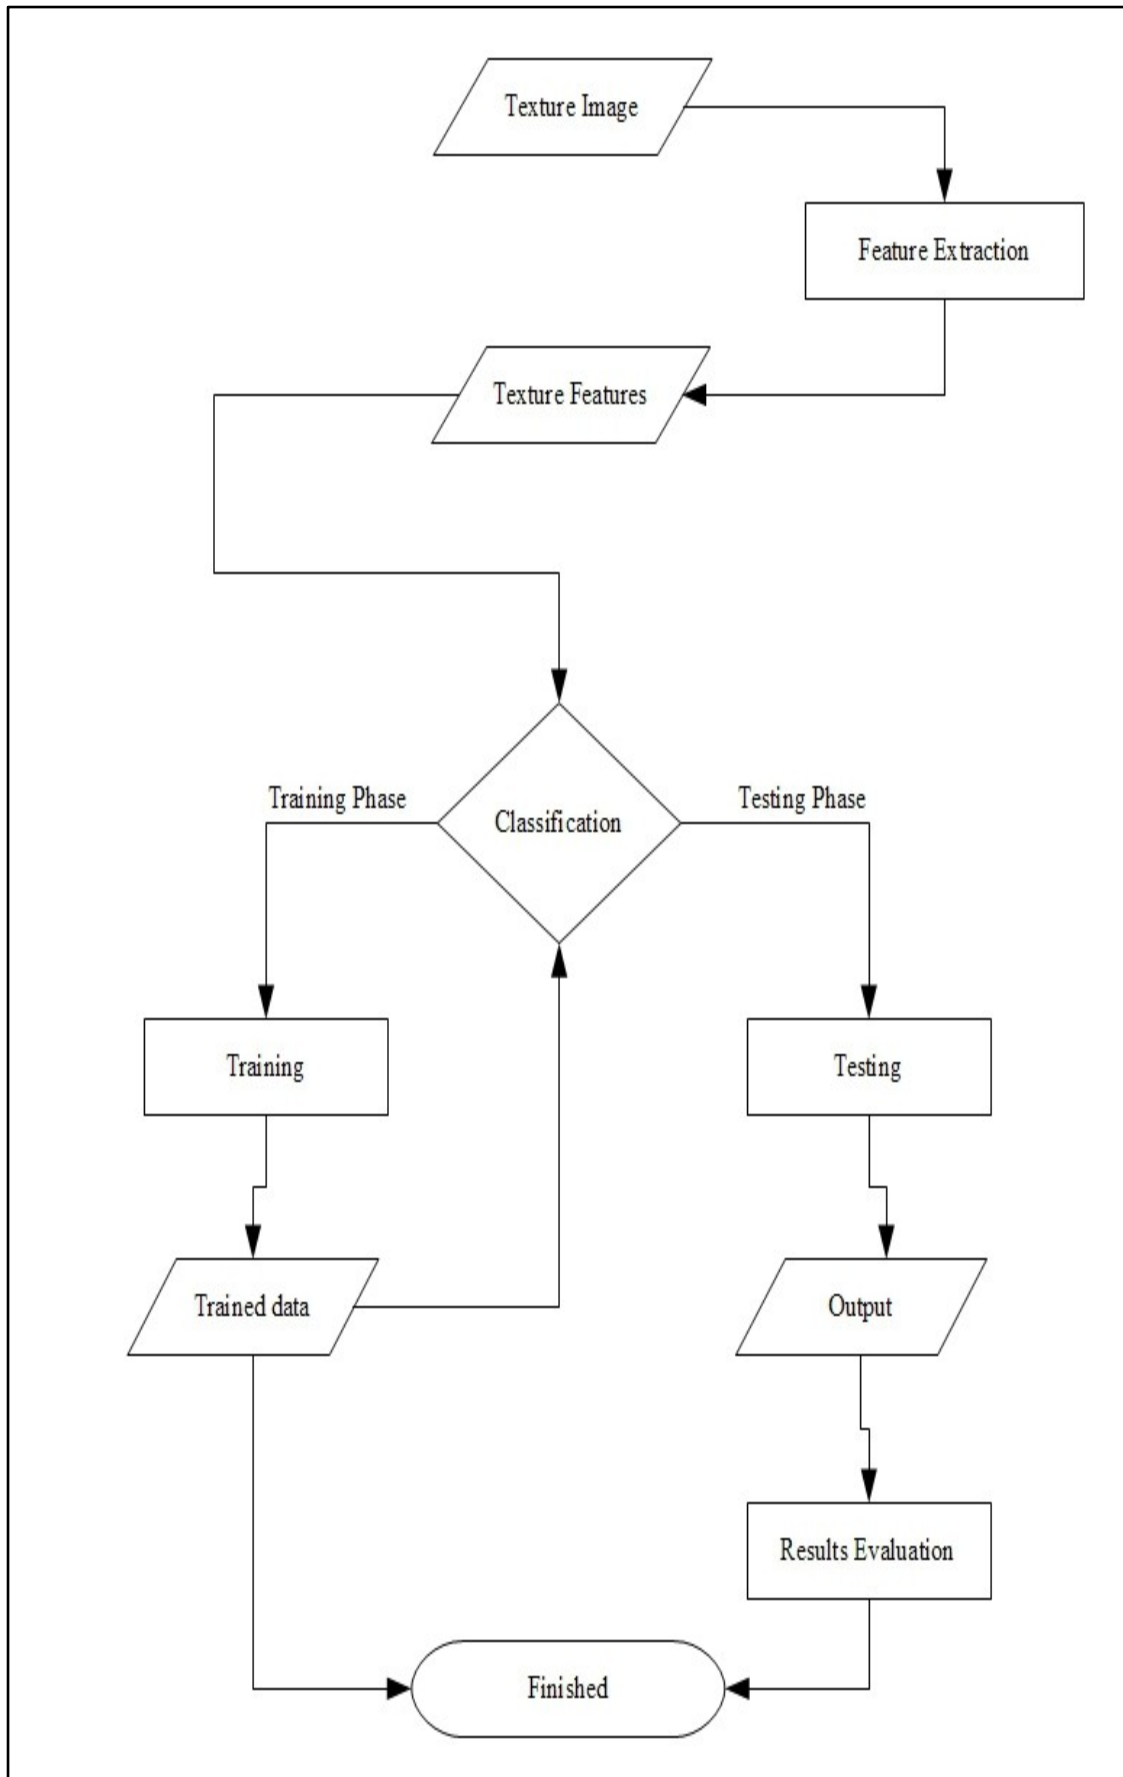 Texture Image
Feature Extraction
Texture Features
Training Phase
Classification
Testing Phase
Training
Testing
Trained data
Output
Results Evaluation
Finished